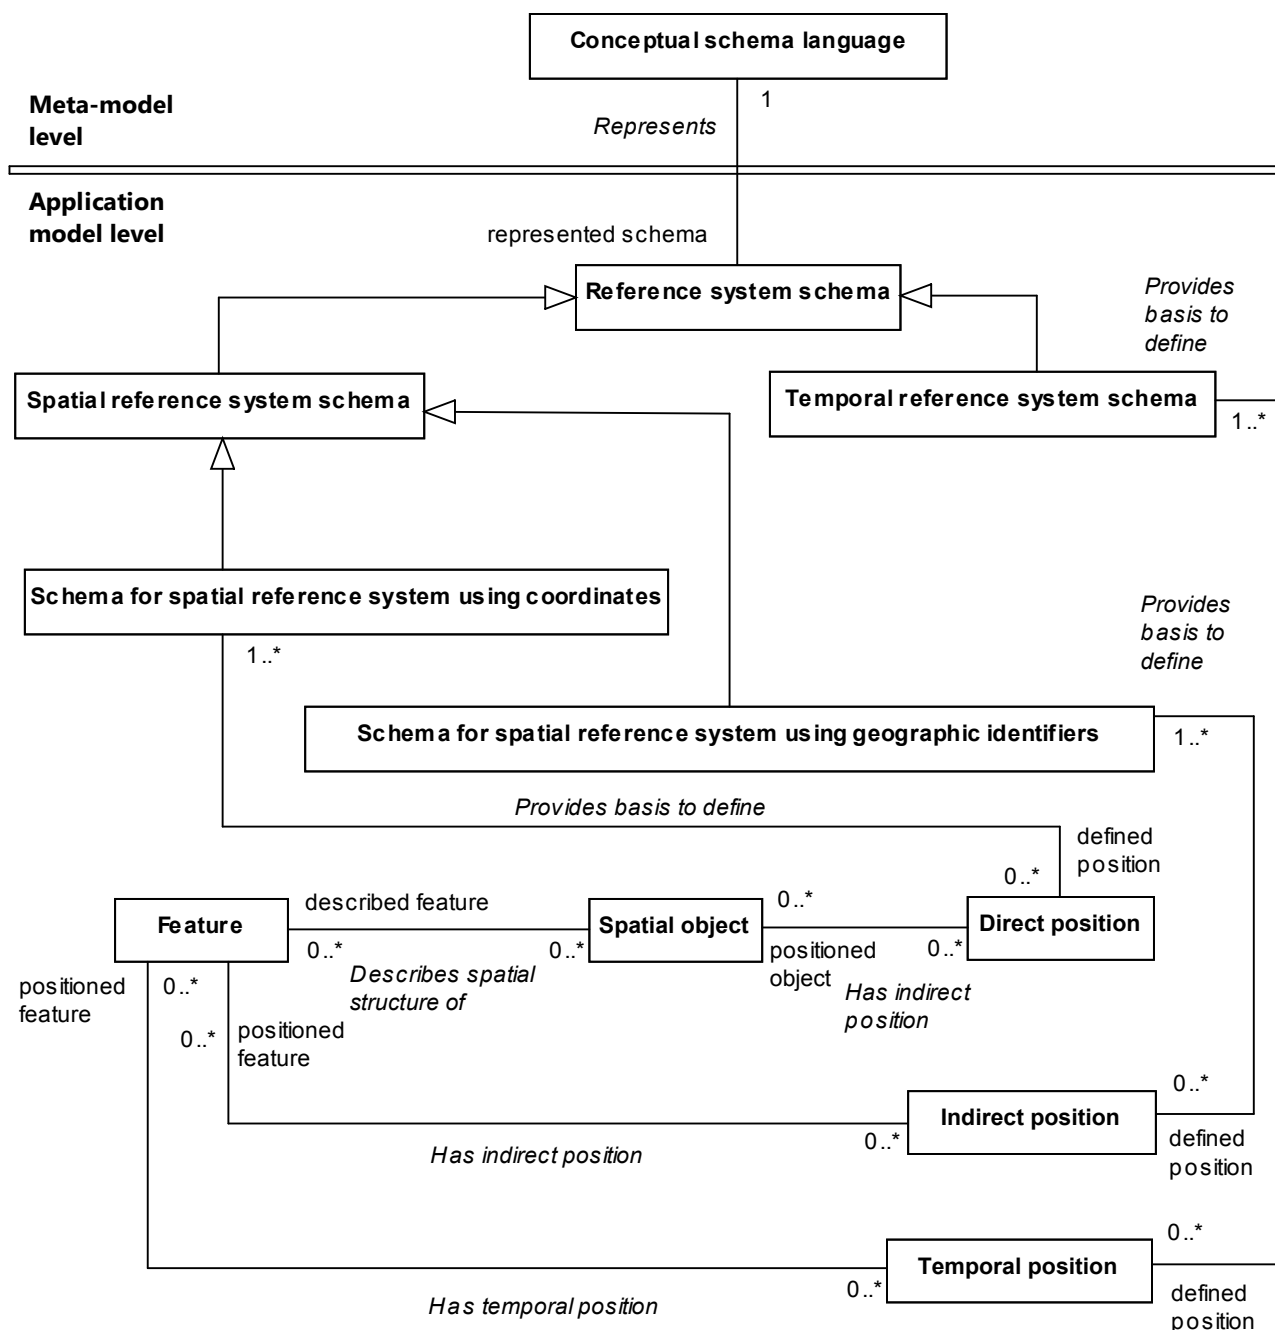 Conceptual schema language
1
Meta-model
level
Represents
Application
model level
represented schema
Reference system schema
Provides
basis to
define
Spatial reference system schema
Temporal reference system schema
1..*
Schema for spatial reference system using coordinates
1..*
Provides
basis to
define
Schema for spatial reference system using geographic identifiers
1..*
Provides basis to define
defined
position
0..*
Feature
described feature
0..*
Describes spatial
structure of
0..*
Spatial object
0..*
positioned
object
0..*
Has indirect
position
Direct position
positioned
feature
0..*
0..*
positioned
feature
Indirect position
0..*
0..*
defined
position
Has indirect position
Temporal position
0..*
0..*
defined
position
Has temporal position